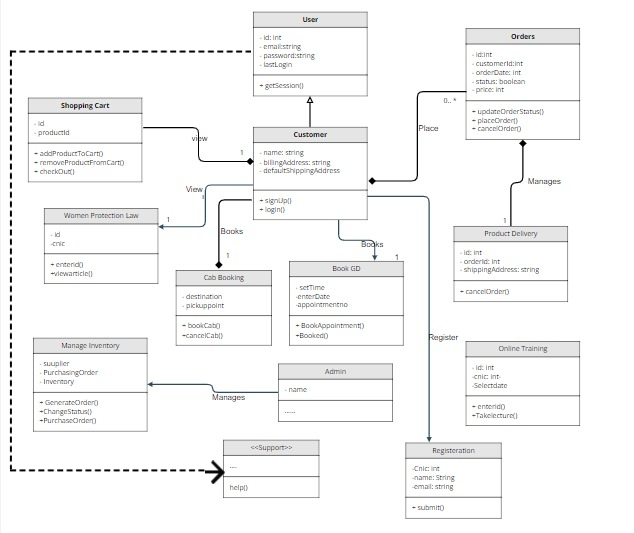 User
- id: int
- email:string
- password:string
- lastLogin
+ getSession()
Orders
- id:int
- customerId:int
- orderDate: int
- status: boolean
- price: int
+ updateOrderStatus()
+ placeOrder()
+ cancelOrder()
Shopping Cart
- id
- productId
+ addProductToCart()
+ removeProductFromCart()
+ checkOut()
view
1
Customer
- name: string
- billingAddress: string
- defaultShippingAddress
+ signUp()
+ login()
0.. *
Place
Manages
1
View
1
Women Protection Law
- id
-cnic
+ enterid()
+viewarticle()
Books
1
Books
1
Product Delivery
- id: int
- orderId: int
- shippingAddress: string
+ cancelOrder()
Cab Booking
- destination
- pickuppoint
+ bookCab()
+cancelCab()
Book GD
- setTime
-enterDate
-appointmentno
+ BookAppointment()
+Booked()
Register
Manage Inventory
- suuplier
- PurchasingOrder
- Inventory
+ GenerateOrder()
+ChangeStatus()
+PurchaseOrder()
Manages
Admin
- name
......
Online Training
- id: int
-cnic: int-
-Selectdate
+ enterid()
+Takelecture()
<<Support>>
....
help()
Registeration
-Cnic: int
-name: String
-email: string
+ submit()